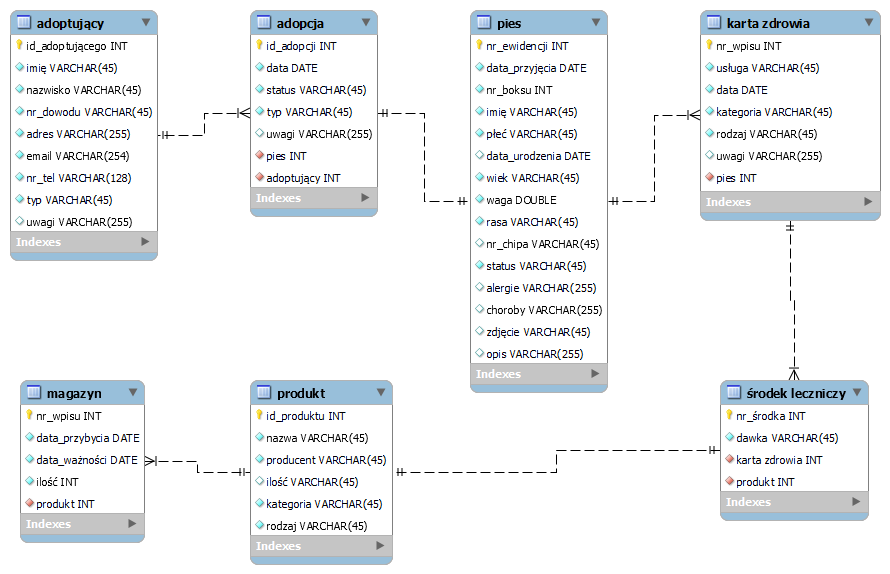 adoptujący
id_adoptującego INT
imię VARCHAR(45)
nazwisko VARCHAR(45)
nr_dowodu VARCHAR(45)
adres VARCHAR(255)
email VARCHAR(254)
nr_tel VARCHAR(128)
typ VARCHAR(45)
uwagi VARCHAR(255)
Indexes
adopcja
id_adopcji INT
data DATE
status VARCHAR(45)
typ VARCHAR(45)
uwagi VARCHAR(255)
pies INT
adoptujący INT
Indexes
pies
nr_ewidencji INT
data_przyjęcia DATE
nr_boksu INT
imię VARCHAR(45)
płeć VARCHAR(45)
data_urodzenia DATE
wiek VARCHAR(45)
waga DOUBLE
rasa VARCHAR(45)
nr_chipa VARCHAR(45)
status VARCHAR(45)
alergie VARCHAR(255)
choroby VARCHAR(255)
zdjęcie VARCHAR(45)
opis VARCHAR(255)
Indexes
karta zdrowia
nr_wpisu INT
usługa VARCHAR(45)
data DATE
kategoria VARCHAR(45)
rodzaj VARCHAR(45)
uwagi VARCHAR(255)
pies INT
Indexes
magazyn
nr_wpisu INT
data_przybycia DATE
data_ważności DATE
ilość INT
produkt INT
Indexes
produkt
id_produktu INT
nazwa VARCHAR(45)
producent VARCHAR(45)
ilość VARCHAR(45)
kategoria VARCHAR(45)
rodzaj VARCHAR(45)
Indexes
środek leczniczy
nr_środka INT
dawka VARCHAR(45)
karta zdrowia INT
produkt INT
Indexes